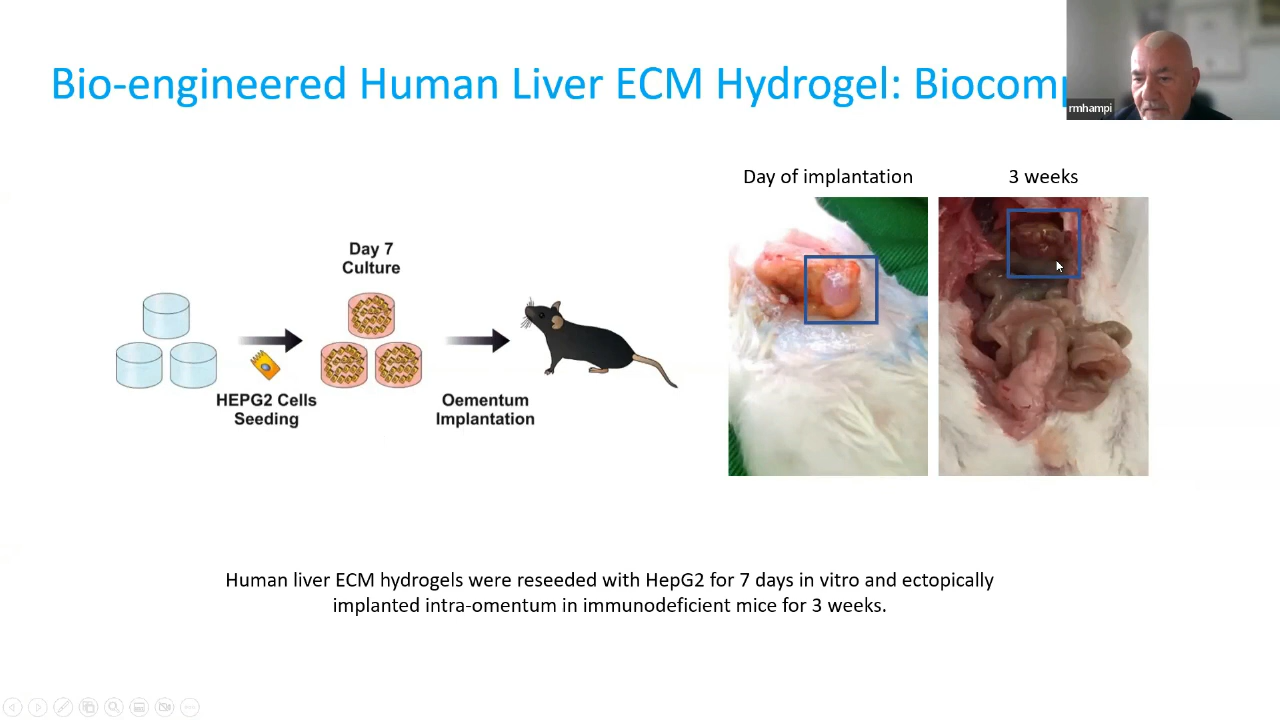 Bio-engineered Human Liver ECM Hydrogel: Biocomp
rmhampi
Day of implantation
3 weeks
Day 7
Culture
HEPG2 Cells
Seeding
Oementum
Implantation
Human liver ECM hydrogels were reseeded with HepG2 for 7 days in vitro and ectopically
implanted intra-omentum in immunodeficient mice for 3 weeks.